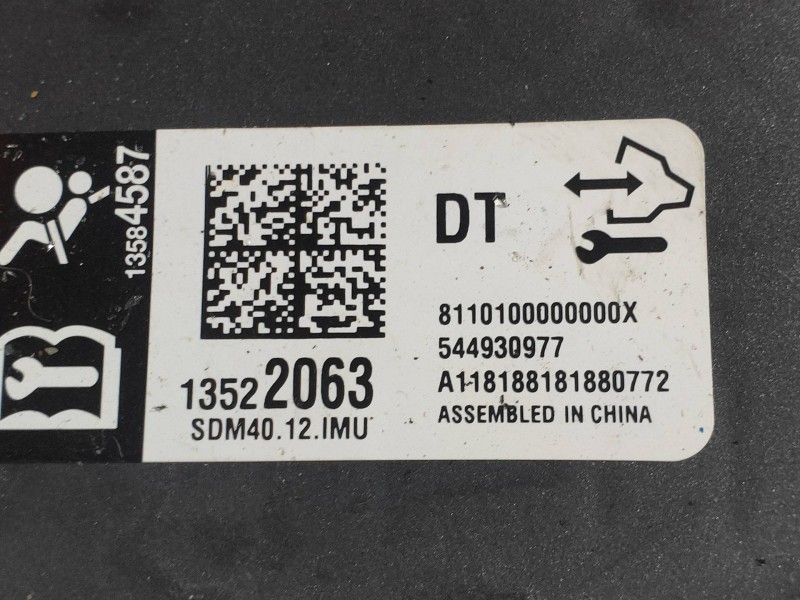 13584587
13522063
SDM40.12.IMU
DT
8110100000000X
544930977
A118188181880772
ASSEMBLED IN CHINA